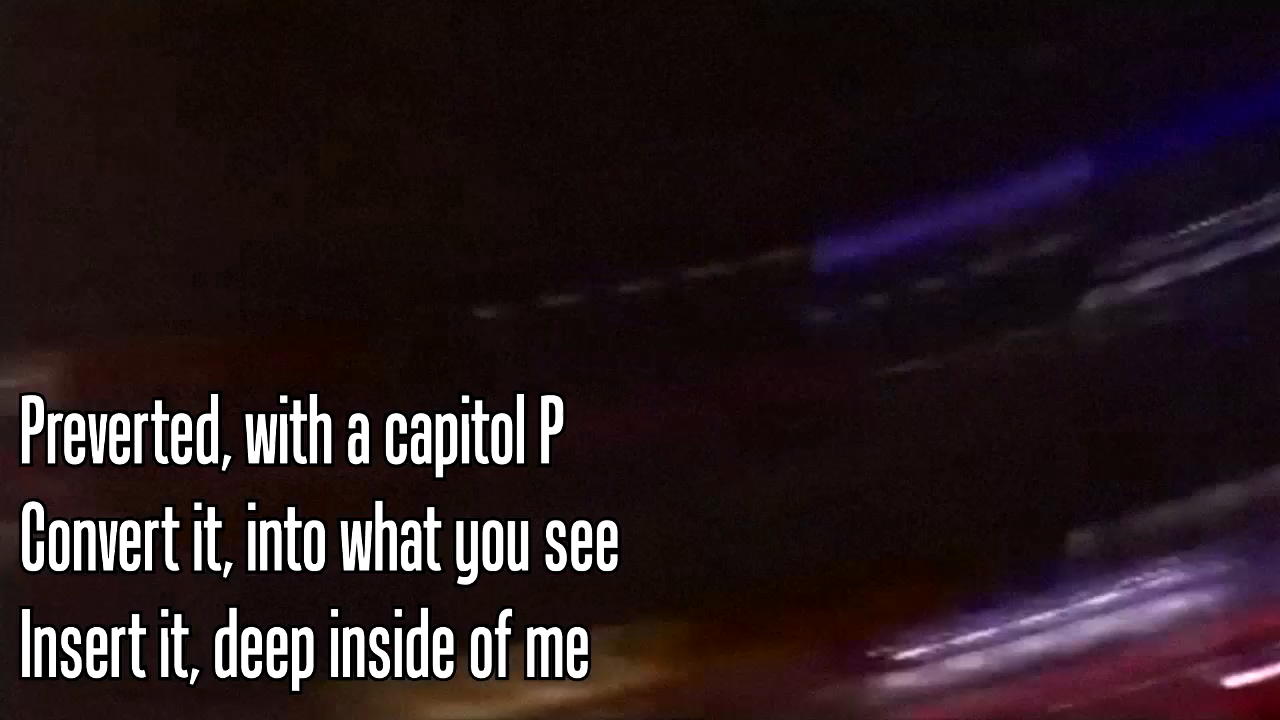 Preverted, with a capitol P
Convert it, into what you see
Insert it, deep inside of me